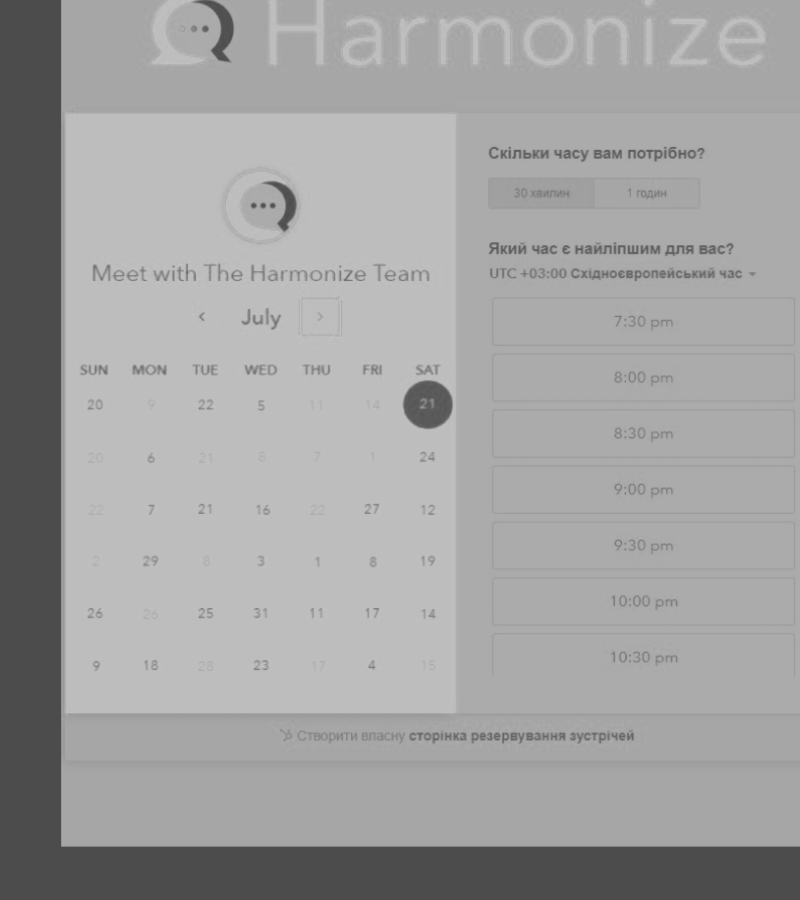 Harmonize
Meet with The Harmonize Team
July
SUN MON TUE WED THU FRI SAT
20 9 22 5 11 14 21
20 6 21 8 7 1 24
22 7 21 16 22 27 12
2 29 8 3 1 8 19
26 26 25 31 11 17 14
9 18 28 23 17 4 15
Скільки часу вам потрібно?
30 хвилин 1 годин
Який час є найліпшим для вас?
UTC +03:00 Східноєвропейський час
7:30 pm
8:00 pm
8:30 pm
9:00 pm
9:30 pm
10:00 pm
10:30 pm
Створити власну сторінка резервування зустрічей